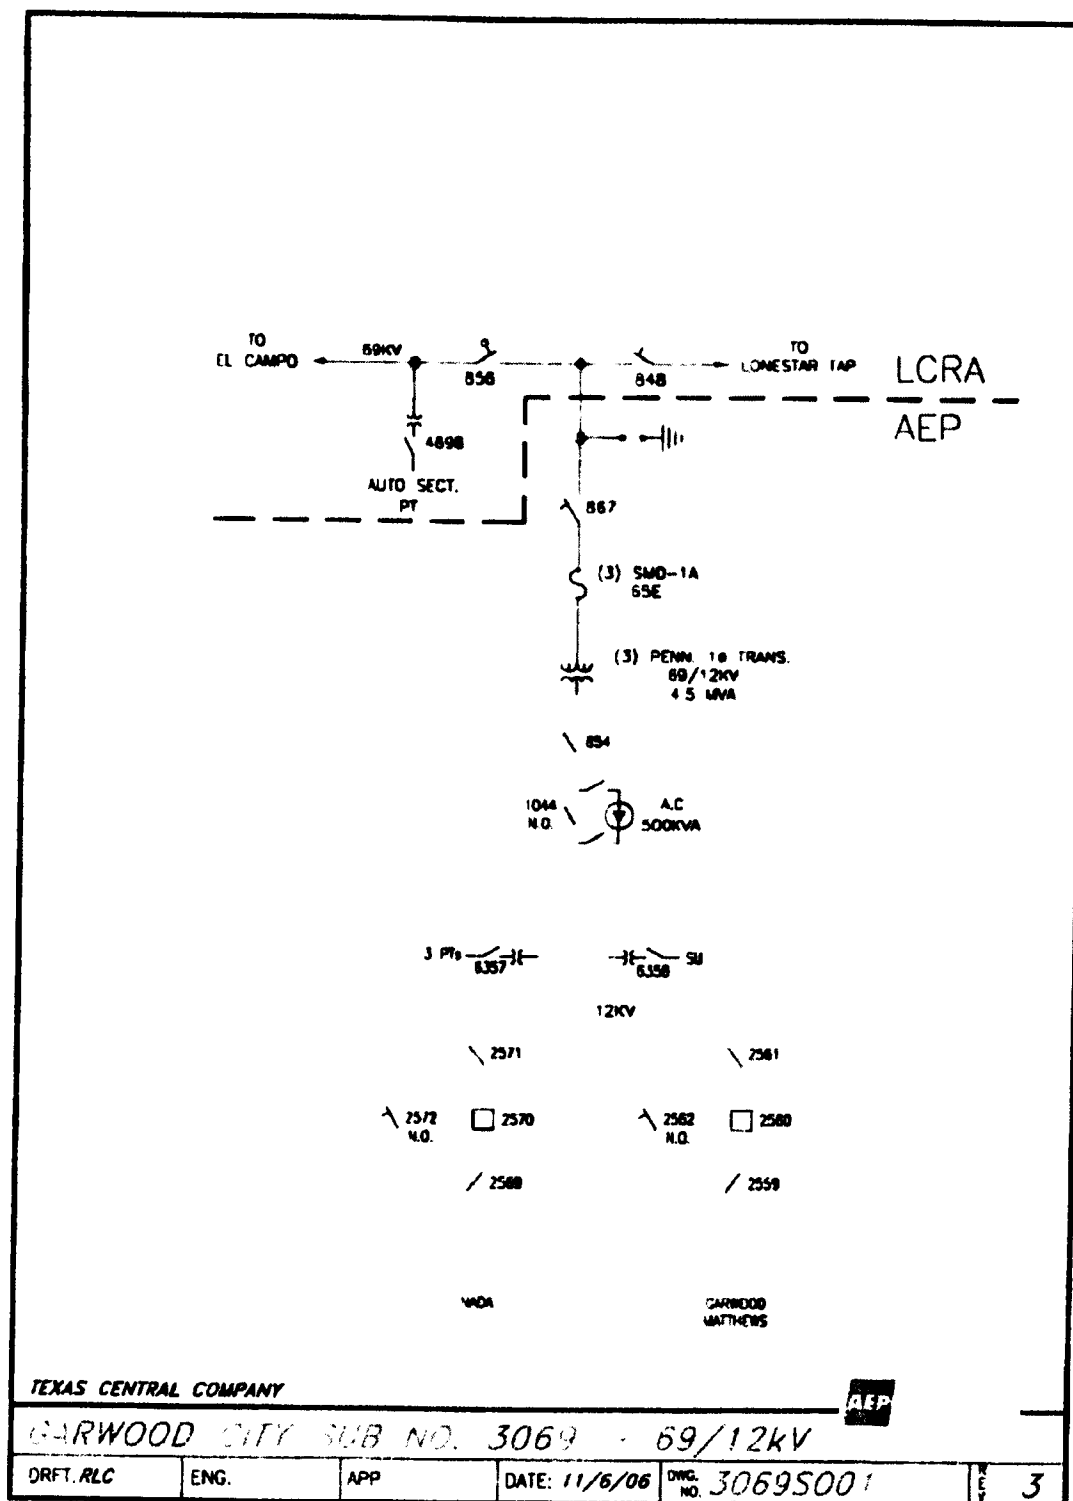 TO
EL CAMPO
69KV
856
848
TO
LONESTAR TAP
LCRA
AEP
4698
AUTO SECT.
PT
867
(3) SMD-1A
65E
(3) PENN. 1ø TRANS.
69/12KV
4.5 MVA
854
1044
N.O.
A.C
500KVA
3 PTs
6357
6358
12KV
2571
2561
2572
N.O.
2570
2562
N.O.
2560
2569
2559
NADA
GARWOOD
MATTHEWS
TEXAS CENTRAL COMPANY
AEP
GARWOOD CITY SUB NO. 3069 - 69/12KV
DRFT. RLC
ENG.
APP
DATE: 11/6/06
DWG. NO. 3069S001
REV 3